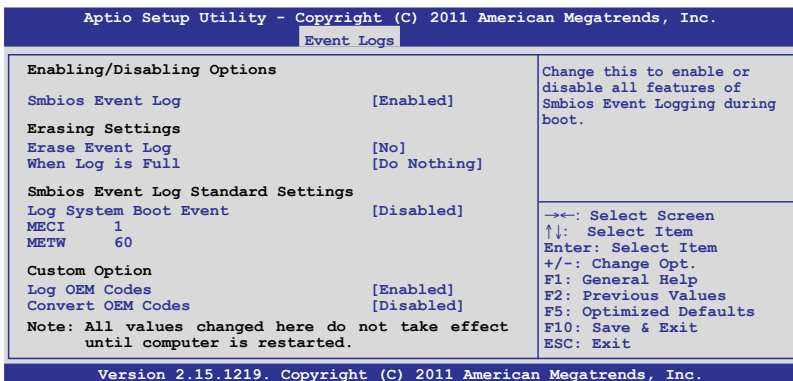 Aptio Setup Utility - Copyright (C) 2011 American Megatrends, Inc.
Event Logs
Enabling/Disabling Options
Smbios Event Log [Enabled]
Erasing Settings
Erase Event Log [No]
When Log is Full [Do Nothing]
Smbios Event Log Standard Settings
Log System Boot Event [Disabled]
MECI 1
METW 60
Custom Option
Log OEM Codes [Enabled]
Convert OEM Codes [Disabled]
Note: All values changed here do not take effect
until computer is restarted.
Change this to enable or
disable all features of
Smbios Event Logging during
boot.
→←: Select Screen
↑↓: Select Item
Enter: Select Item
+/-: Change Opt.
F1: General Help
F2: Previous Values
F5: Optimized Defaults
F10: Save & Exit
ESC: Exit
Version 2.15.1219. Copyright (C) 2011 American Megatrends, Inc.